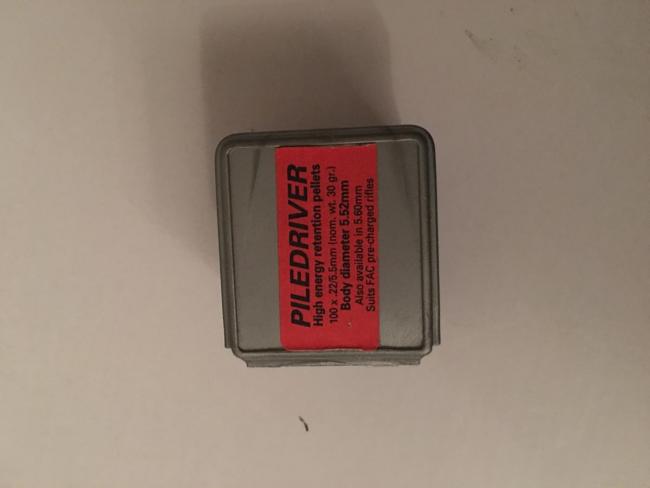 PILEDRIVER
High energy retention pellets
100 x .22/5.5mm (nom. wt. 30 gr.)
Body diameter 5.52mm
Also available in 5.60mm
Suits FAC pre-charged rifles